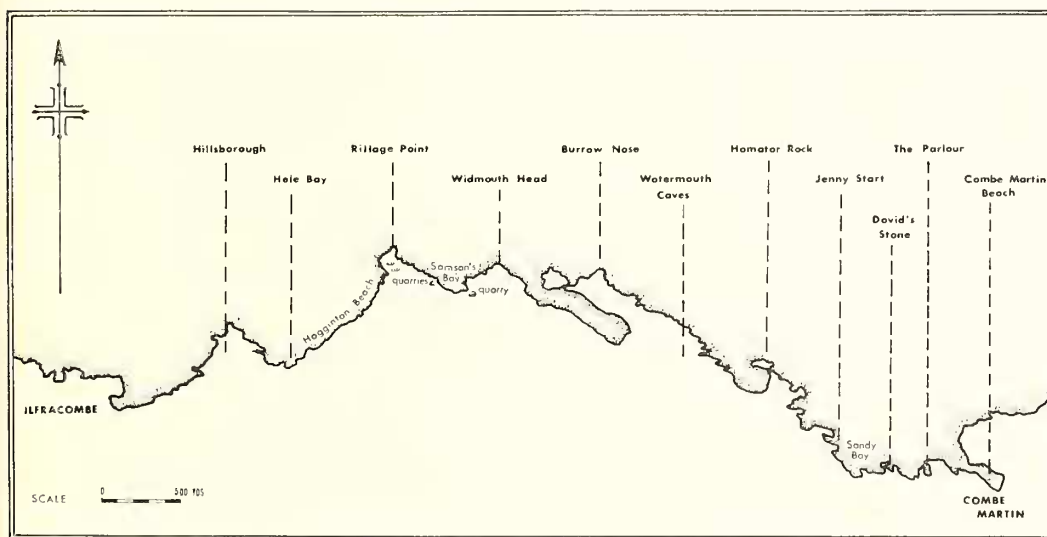 Hillsborough
Rillage Point
Burrow Nose
Homator Rock
The Parlour
Hele Bay
Widmouth Head
Watermouth
Caves
Jenny Start
Combe Martin
Beach
David's
Stone
Samson's
Bay
quarries
quarry
Hagginton Beach
ILFRACOMBE
Sandy
Bay
SCALE
0
500 YDS
COMBE
MARTIN